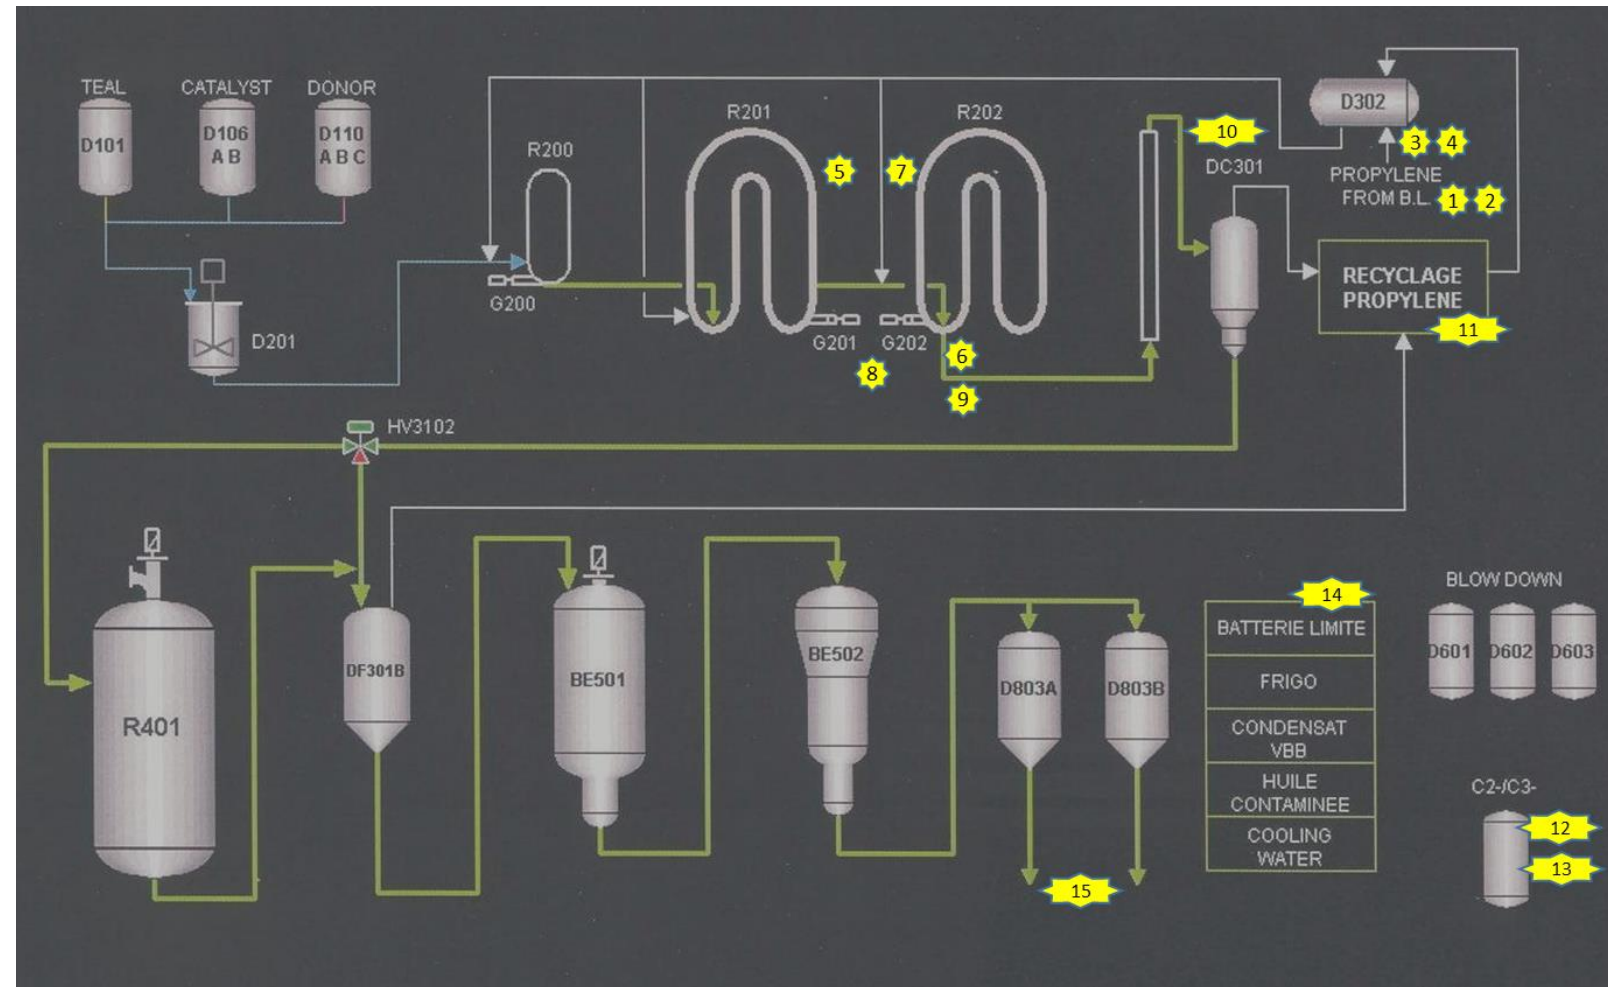 TEAL
CATALYST
DONOR
D101
D106
A B
D110
A B C
R200
R201
R202
D302
10
3
4
DC301
5
7
PROPYLENE
FROM B.L.
1
2
RECYCLAGE
PROPYLENE
11
G200
G201
G202
D201
6
8
9
HV3102
R401
DF301B
BE501
BE502
D803A
D803B
15
14
BATTERIE LIMITE
FRIGO
CONDENSAT
VBB
HUILE
CONTAMINEE
COOLING
WATER
BLOW DOWN
D601
D602
D603
C2-/C3-
12
13